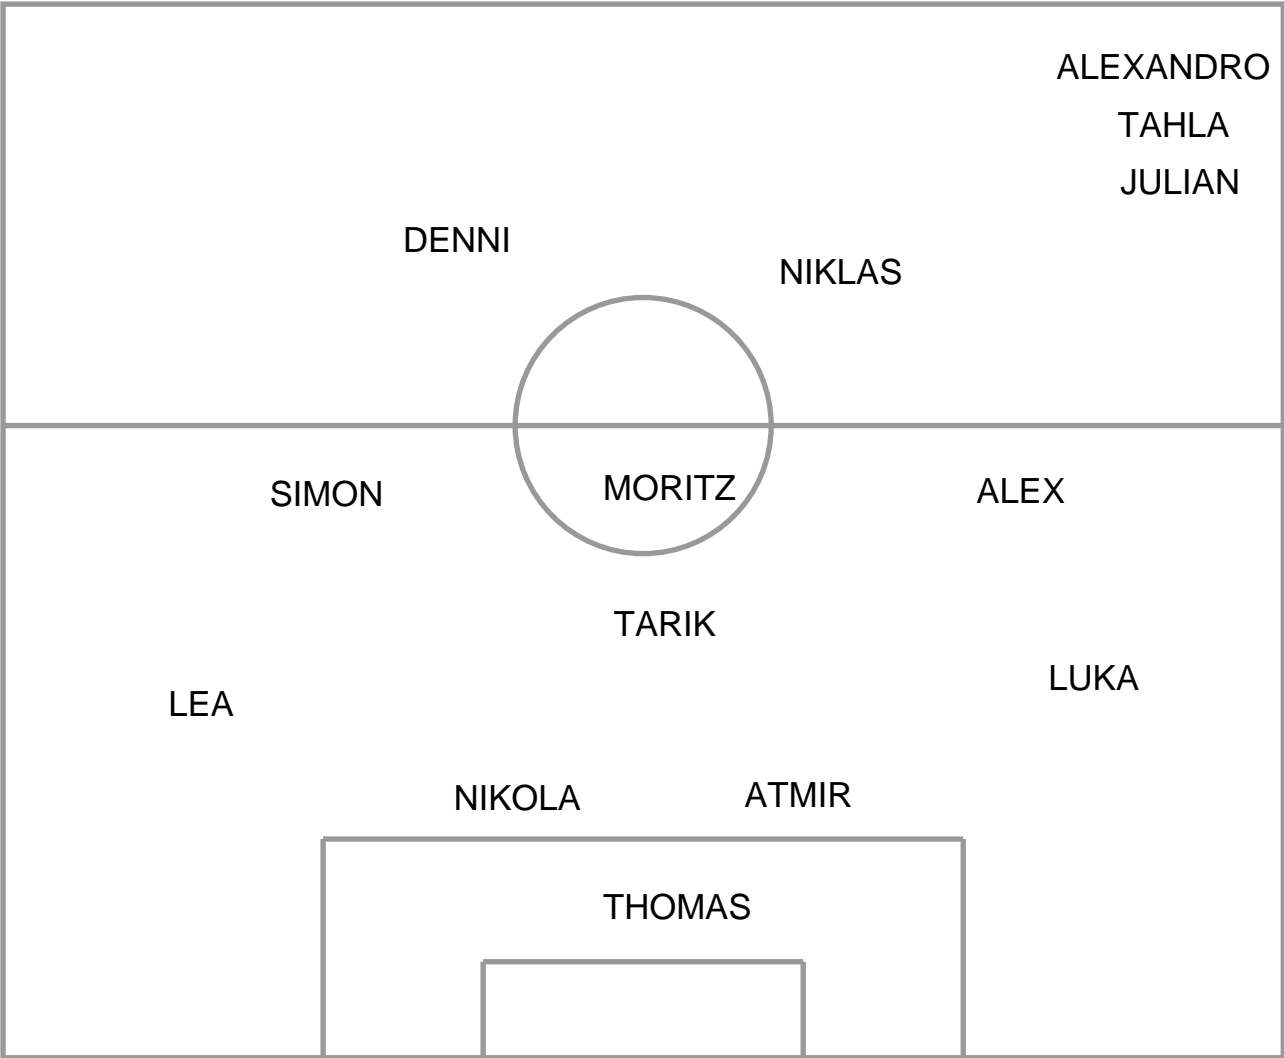 ALEXANDRO
TAHLA
JULIAN
DENNI
NIKLAS
SIMON
MORITZ
ALEX
TARIK
LEA
LUKA
NIKOLA
ATMIR
THOMAS